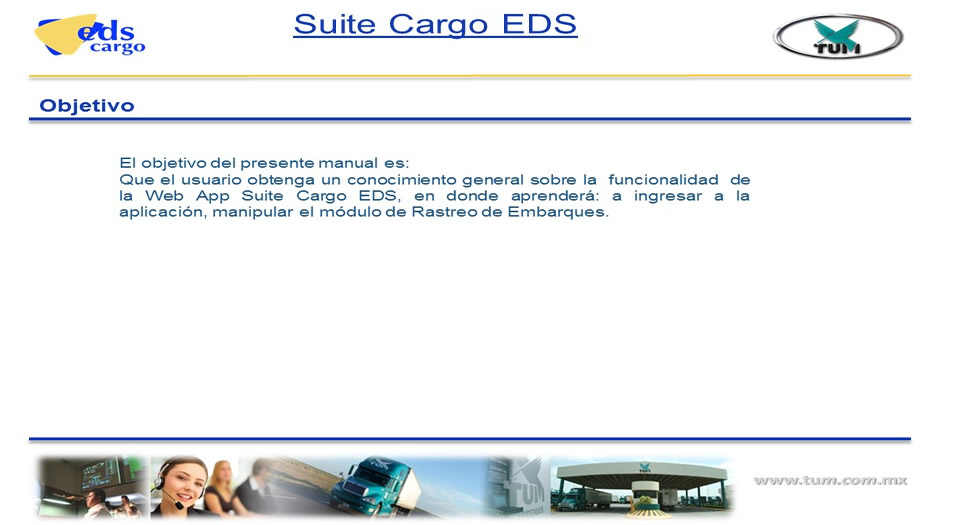 eds
cargo
Suite Cargo EDS
TUM
Objetivo
El objetivo del presente manual es:
Que el usuario obtenga un conocimiento general sobre la funcionalidad de
la Web App Suite Cargo EDS, en donde aprenderá: a ingresar a la
aplicación, manipular el módulo de Rastreo de Embarques.
TUM
TUM
www.tum.com.mx